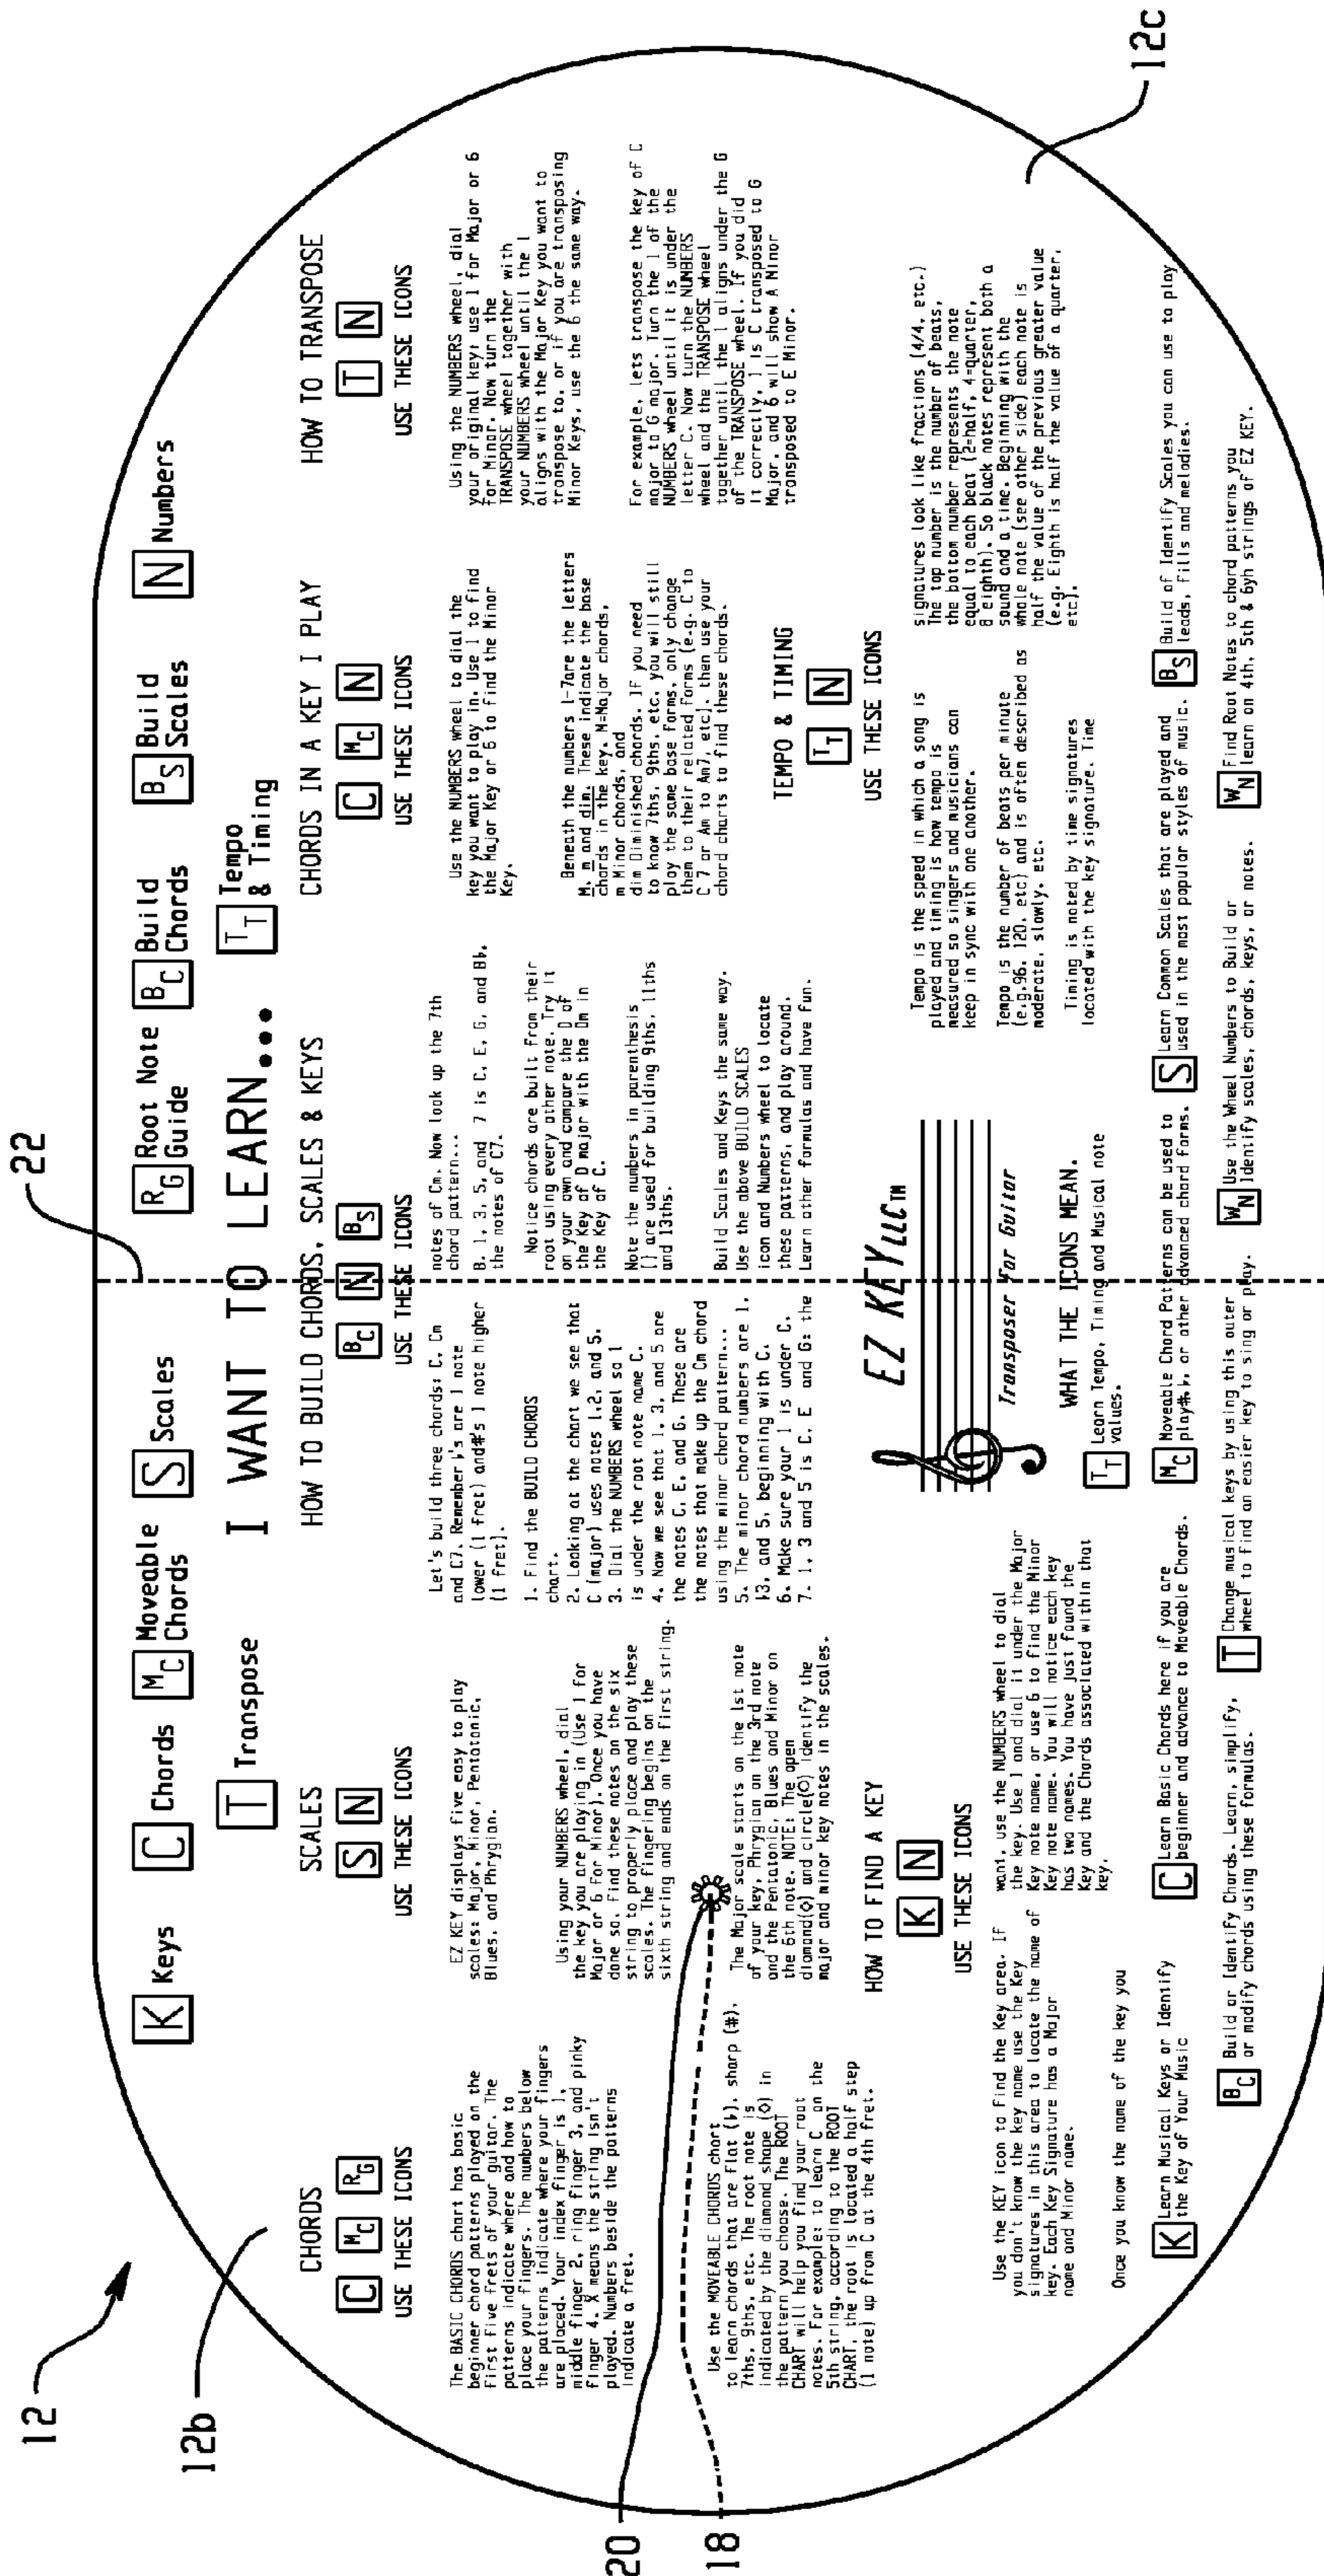 12
12b
22
12c
20
18
K Keys
C Chords
MC Moveable
Chords
S Scales
RG Root Note
Guide
BC Build
Chords
BS Build
Scales
N Numbers
T Transpose
I WANT TO LEARN...
TT Tempo
& Timing
CHORDS
C MC RG
USE THESE ICONS
The BASIC CHORDS chart has basic
beginner chord patterns played on the
first five frets of your guitar. The
patterns indicate where and how to
place your fingers. The numbers below
the patterns indicate where your fingers
are placed. Your index finger is 1,
middle finger 2, ring finger 3, and pinky
finger 4. X means the string isn't
played. Numbers beside the patterns
indicate a fret.
Use the MOVEABLE CHORDS chart
to learn chords that are flat (♭), sharp (#),
7ths, 9ths, etc. The root note is
indicated by the diamond shape (◇) in
the pattern you choose. The ROOT
CHART will help you find your root
notes. For example: to learn C on the
5th string, according to the ROOT
CHART, the root is located a half step
(1 note) up from C at the 4th fret.
SCALES
S N
USE THESE ICONS
EZ KEY displays five easy to play
scales: Major, Minor, Pentatonic,
Blues, and Phrygian.
Using your NUMBERS wheel, dial
the key you are playing in (Use 1 for
Major or 6 for Minor). Once you have
done so, find these notes on the six
string to properly place and play these
scales. The fingering begins on the
sixth string and ends on the first string.
The Major scale starts on the 1st note
of your key, Phrygian on the 3rd note
and the Pentatonic, Blues and Minor on
the 6th note. NOTE: The open
diamond(◇) and circle(○) identify the
major and minor key notes in the scales.
HOW TO BUILD CHORDS, SCALES & KEYS
BC N BS
USE THESE ICONS
Let's build three chords: C, Cm
and C7. Remember ♭'s are 1 note
lower (1 fret) and#'s 1 note higher
(1 fret).
1. Find the BUILD CHORDS
chart.
2. Looking at the chart we see that
C (major) uses notes 1,2, and 5.
3. Dial the NUMBERS wheel so 1
is under the root note name C.
4. Now we see that 1, 3, and 5 are
the notes C, E, and G. These are
the notes that make up the Cm chord
using the minor chord pattern...
5. The minor chord numbers are 1,
♭3, and 5, beginning with C.
6. Make sure your 1 is under C.
7. 1, 3 and 5 is C, E and G: the
notes of Cm. Now look up the 7th
chord pattern...
8. 1, 3, 5, and 7 is C, E, G, and B♭,
the notes of C7.
Notice chords are built from their
root using every other note. Try it
on your own and compare the D of
the Key of D major with the Dm in
the Key of C.
Note the numbers in parenthesis
[ ] are used for building 9ths, 11ths
and 13ths.
Build Scales and Keys the same way.
Use the above BUILD SCALES
icon and Numbers wheel to locate
these patterns, and play around.
Learn other formulas and have fun.
CHORDS IN A KEY I PLAY
C MC N
USE THESE ICONS
Use the NUMBERS wheel to dial the
key you want to play in. Use 1 to find
the Major Key or 6 to find the Minor
Key.
Beneath the numbers 1-7are the letters
M, m and dim. These indicate the base
chords in the key. M=Major chords,
m Minor chords, and
dim Diminished chords. If you need
to know 7ths, 9ths, etc. you will still
play the same base forms, only change
them to their related forms (e.g. C to
C 7 or Am to Am7, etc), then use your
chord charts to find these chords.
HOW TO TRANSPOSE
T N
USE THESE ICONS
Using the NUMBERS wheel, dial
your original key: use 1 for Major or 6
for Minor. Now turn the
TRANSPOSE wheel together with
your NUMBERS wheel until the 1
aligns with the Major Key you want to
transpose to, or if you are transposing
Minor Keys, use the 6 the same way.
For example, lets transpose the key of C
major to G major. Turn the 1 of the
NUMBERS wheel until it is under the
letter C. Now turn the NUMBERS
wheel and the TRANSPOSE wheel
together until the 1 aligns under the G
of the TRANSPOSE wheel. If you did
it correctly, 1 is C transposed to G
Major, and 6 will show A Minor
transposed to E Minor.
HOW TO FIND A KEY
K N
USE THESE ICONS
Use the KEY icon to find the Key area. If
you don't know the key name use the Key
signatures in this area to locate the name of
key. Each Key Signature has a Major
name and Minor name.
Once you know the name of the key you
want, use the NUMBERS wheel to dial
the key. Use 1 and dial it under the Major
Key note name, or use 6 to find the Minor
Key note name. You will notice each key
has two names. You have just found the
Key and the Chords associated within that
key.
EZ KEY LLC TM
Transposer For Guitar
TEMPO & TIMING
TT N
USE THESE ICONS
Tempo is the speed in which a song is
played and timing is how tempo is
measured so singers and musicians can
keep in sync with one another.
Tempo is the number of beats per minute
(e.g.96, 120, etc) and is often described as
moderate, slowly, etc.
Timing is noted by time signatures
located with the key signature. Time
signatures look like fractions (4/4, etc.)
The top number is the number of beats,
the bottom number represents the note
equal to each beat (2=half, 4=quarter,
8 eighth). So black notes represent both a
sound and a time. Beginning with the
whole note (see other side) each note is
half the value of the previous greater value
(e.g. Eighth is half the value of a quarter,
etc).
WHAT THE ICONS MEAN.
TT Learn Tempo, Timing and Musical note
values.
K Learn Musical Keys or Identify
the Key of Your Music
C Learn Basic Chords here if you are
beginner and advance to Moveable Chords.
MC Moveable Chord Patterns can be used to
play#,♭, or other advanced chord forms.
S Learn Common Scales that are played and
used in the most popular styles of music.
BS Build of Identify Scales you can use to play
leads, fills and melodies.
BC Build or Identify Chords. Learn, simplify,
or modify chords using these formulas.
T Change musical keys by using this outer
wheel to find an easier key to sing or play.
WN Use the Wheel Numbers to Build or
Identify scales, chords, keys, or notes.
WN Find Root Notes to chord patterns you
learn on 4th, 5th & 6yh strings of EZ KEY.